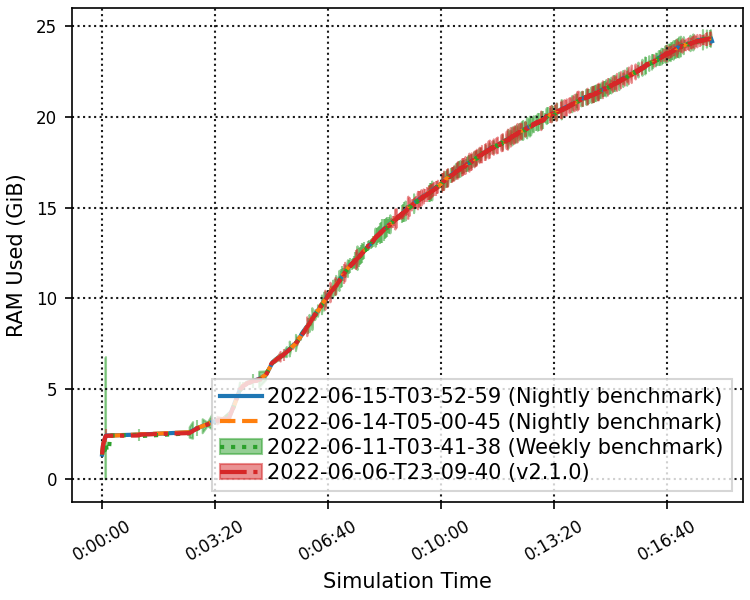 25
20
15
10
5
0
RAM Used (GiB)
2022-06-15-T03-52-59 (Nightly benchmark)
2022-06-14-T05-00-45 (Nightly benchmark)
2022-06-11-T03-41-38 (Weekly benchmark)
2022-06-06-T23-09-40 (v2.1.0)
0:00:00
0:03:20
0:06:40
0:10:00
0:13:20
0:16:40
Simulation Time